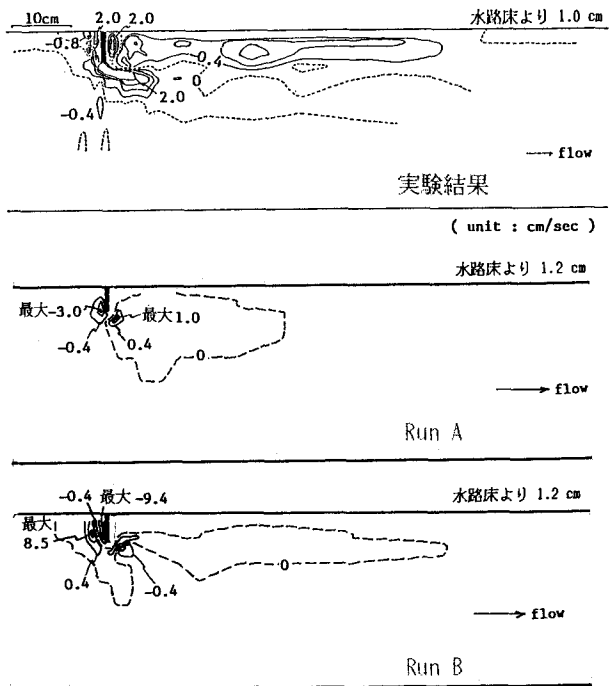 10cm 2.0 2.0 水路床より 1.0 cm
-0.8
0.4
0
2.0
-0.4
flow
実験結果
( unit : cm/sec )
水路床より 1.2 cm
最大-3.0 最大1.0
-0.4 0.4
0
flow
Run A
-0.4 最大 -9.4 水路床より 1.2 cm
最大
8.5
0
0.4 -0.4
flow
Run B